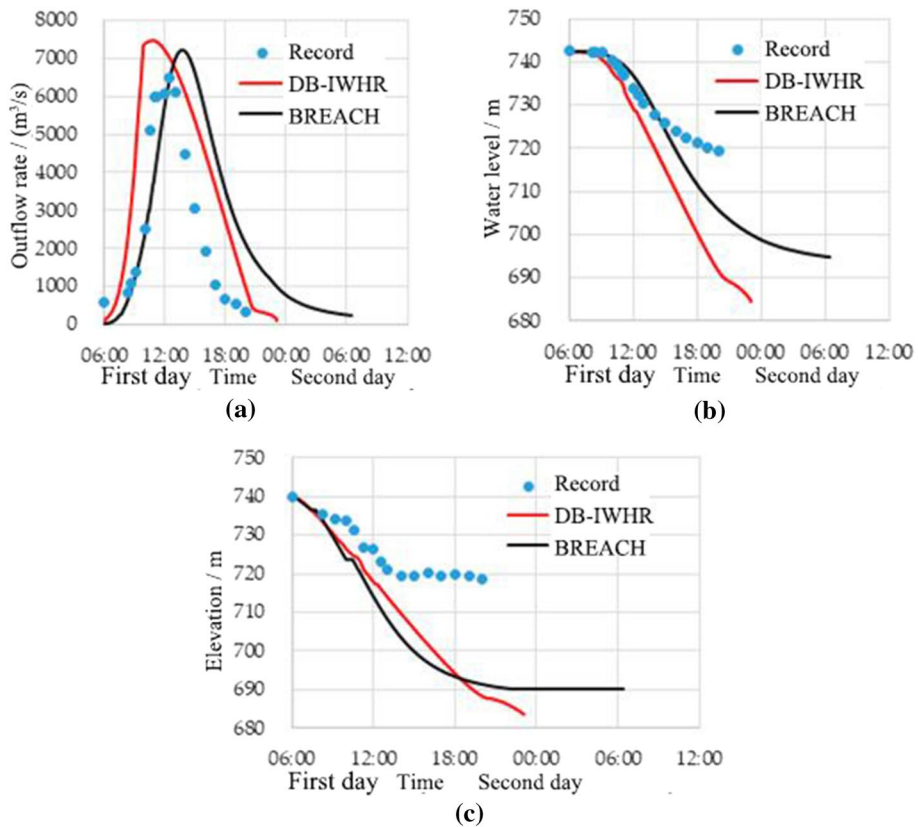 (a)
8000
7000
6000
5000
4000
3000
2000
1000
0
Outflow rate / (m³/s)
Record
DB-IWHR
BREACH
06:00 12:00 18:00 00:00 06:00 12:00
First day Time Second day
(a)
(b)
750
740
730
720
710
700
690
680
Water level / m
Record
DB-IWHR
BREACH
06:00 12:00 18:00 00:00 06:00 12:00
First day Time Second day
(b)
750
740
730
720
710
700
690
680
Elevation / m
Record
DB-IWHR
BREACH
06:00 12:00 18:00 00:00 06:00 12:00
First day Time Second day
(c)